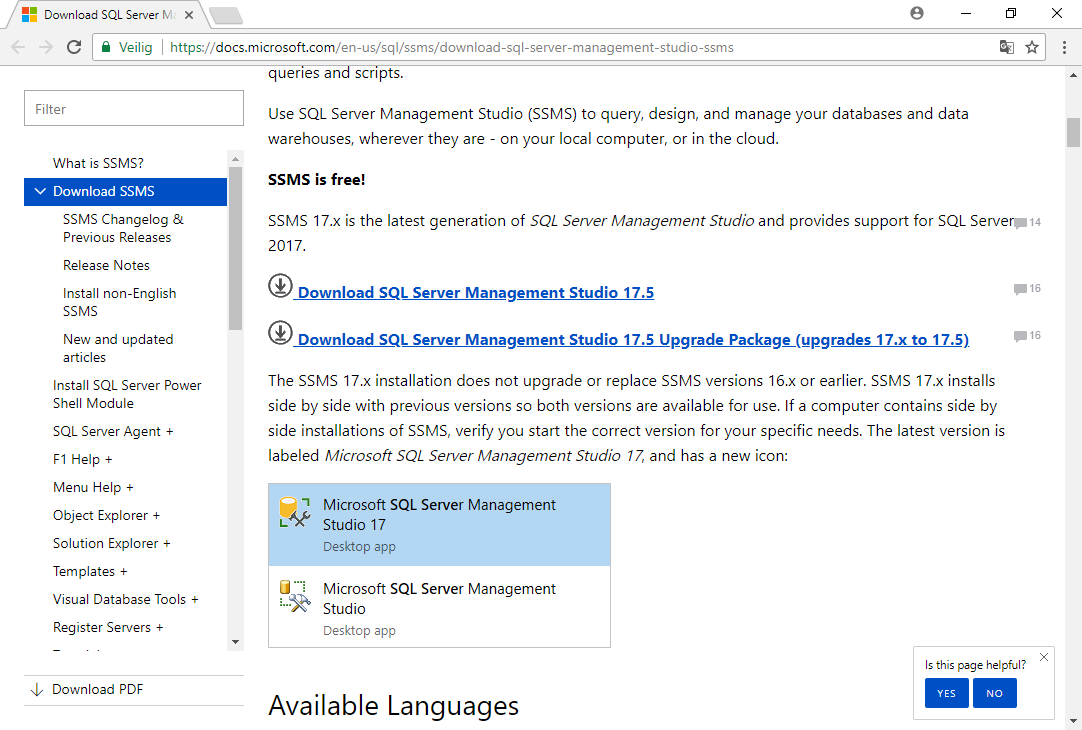 Download SQL Server Ma
Veilig
https://docs.microsoft.com/en-us/sql/ssms/download-sql-server-management-studio-ssms
Filter
What is SSMS?
Download SSMS
SSMS Changelog &
Previous Releases
Release Notes
Install non-English
SSMS
New and updated
articles
Install SQL Server Power
Shell Module
SQL Server Agent +
F1 Help +
Menu Help +
Object Explorer +
Solution Explorer +
Templates +
Visual Database Tools +
Register Servers +
Download PDF
queries and scripts.
Use SQL Server Management Studio (SSMS) to query, design, and manage your databases and data
warehouses, wherever they are - on your local computer, or in the cloud.
SSMS is free!
SSMS 17.x is the latest generation of SQL Server Management Studio and provides support for SQL Server
14
2017.
Download SQL Server Management Studio 17.5
16
Download SQL Server Management Studio 17.5 Upgrade Package (upgrades 17.x to 17.5)
16
The SSMS 17.x installation does not upgrade or replace SSMS versions 16.x or earlier. SSMS 17.x installs
side by side with previous versions so both versions are available for use. If a computer contains side by
side installations of SSMS, verify you start the correct version for your specific needs. The latest version is
labeled Microsoft SQL Server Management Studio 17, and has a new icon:
Microsoft SQL Server Management
Studio 17
Desktop app
Microsoft SQL Server Management
Studio
Desktop app
Available Languages
Is this page helpful?
YES
NO